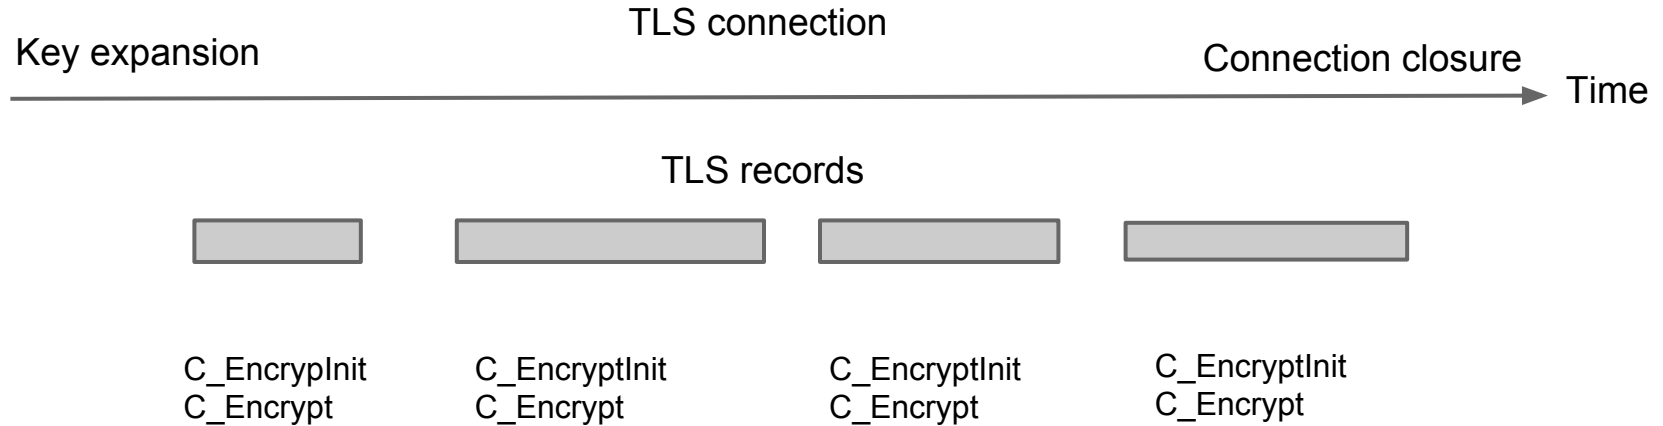 TLS connection
Key expansion
Connection closure
Time
TLS records
C_EncrypInit
C_Encrypt
C_EncryptInit
C_Encrypt
C_EncryptInit
C_Encrypt
C_EncryptInit
C_Encrypt